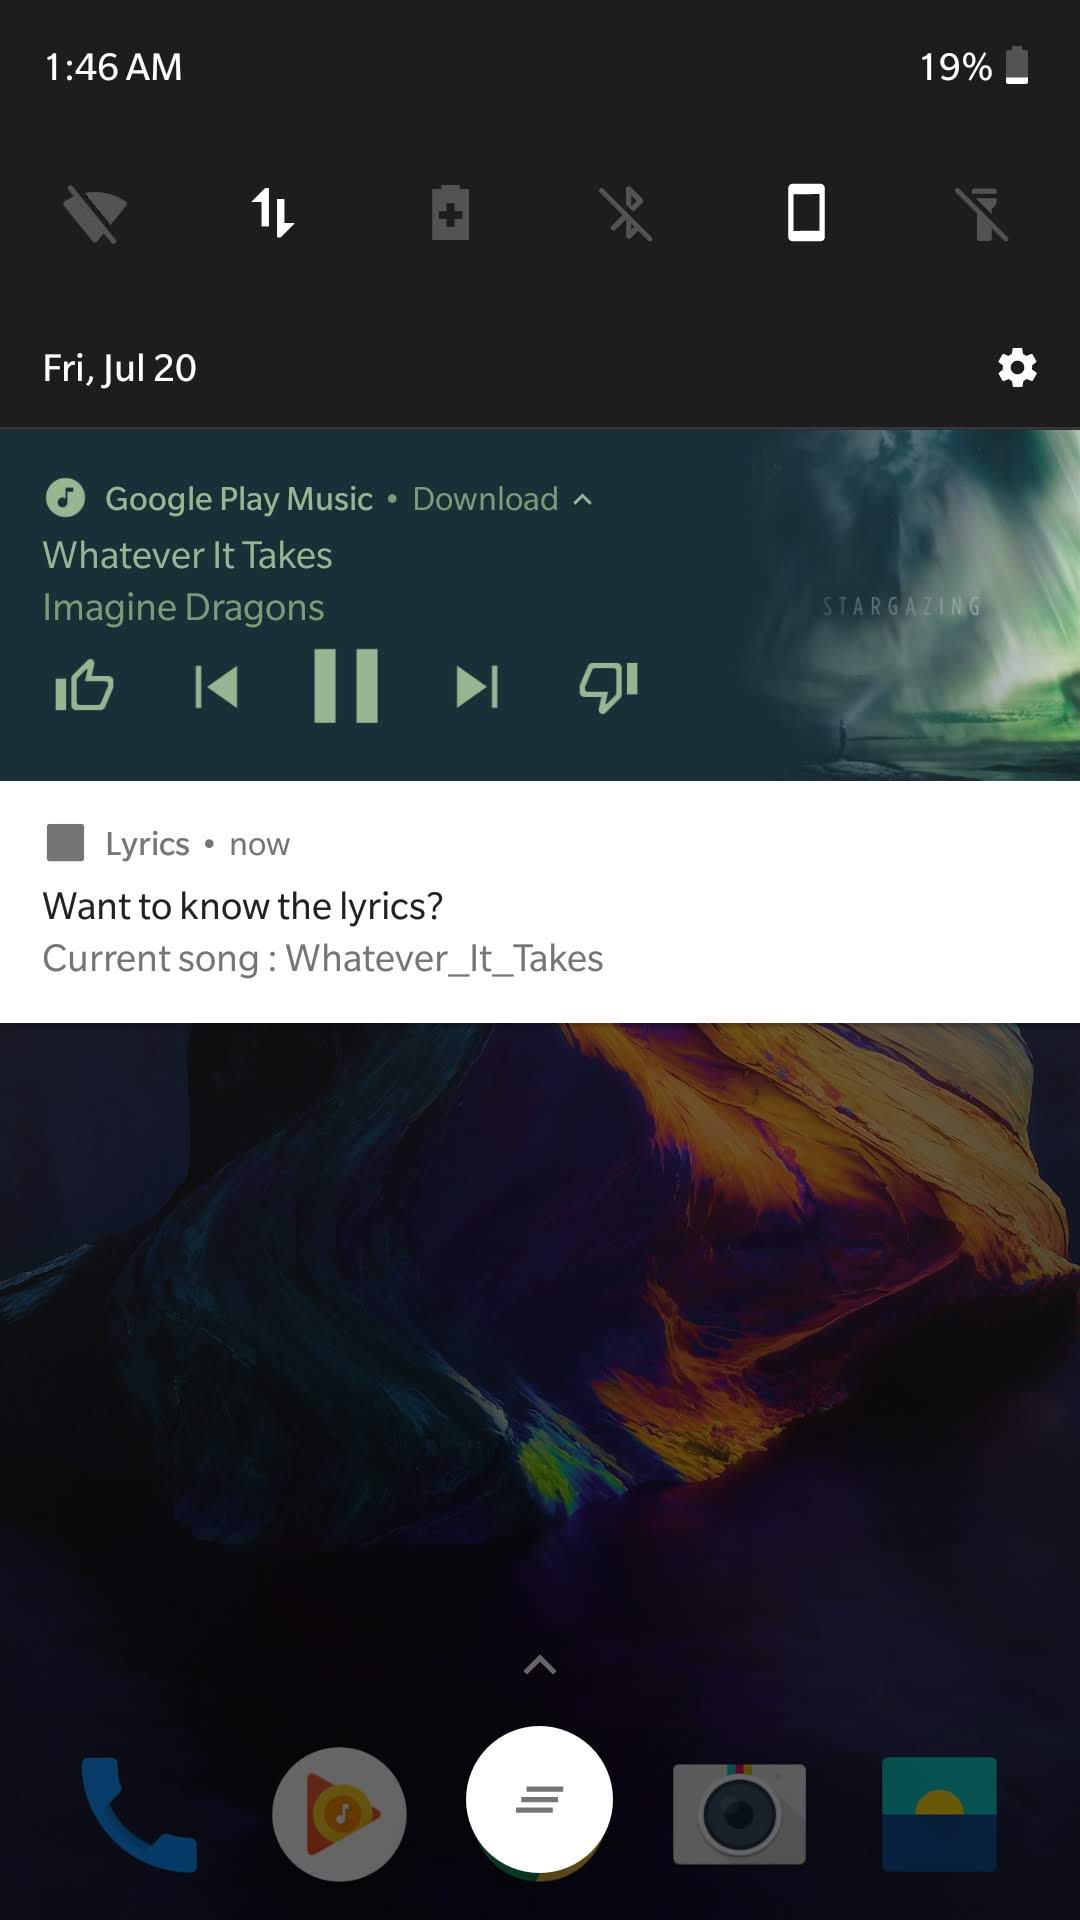 1:46 AM 19%
Fri, Jul 20
Google Play Music • Download
Whatever It Takes
Imagine Dragons
STARGAZING
Lyrics • now
Want to know the lyrics?
Current song : Whatever_It_Takes